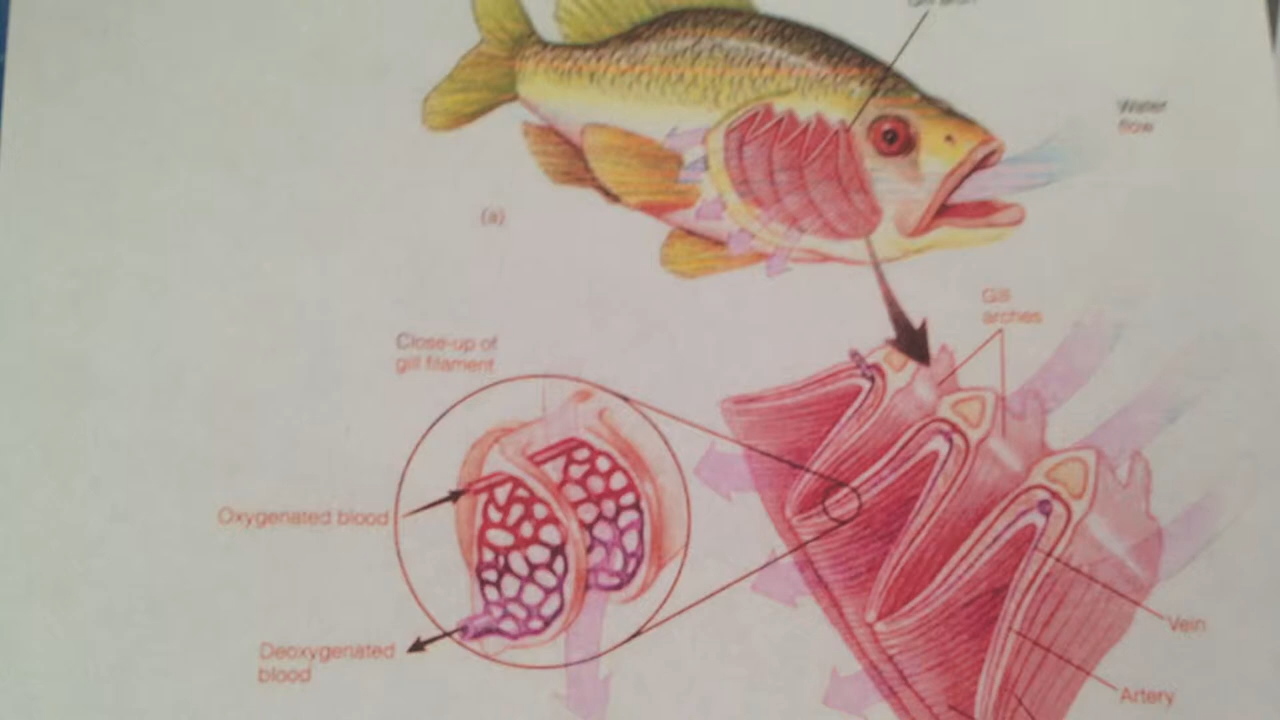 Water
flow
(a)
Gill
arches
Close-up of
gill filament
Oxygenated blood
Vein
Deoxygenated
blood
Artery